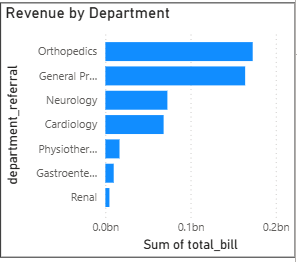 Revenue by Department
department_referral
Orthopedics
General Pr...
Neurology
Cardiology
Physiother...
Gastroente...
Renal
0.0bn 0.1bn 0.2bn
Sum of total_bill